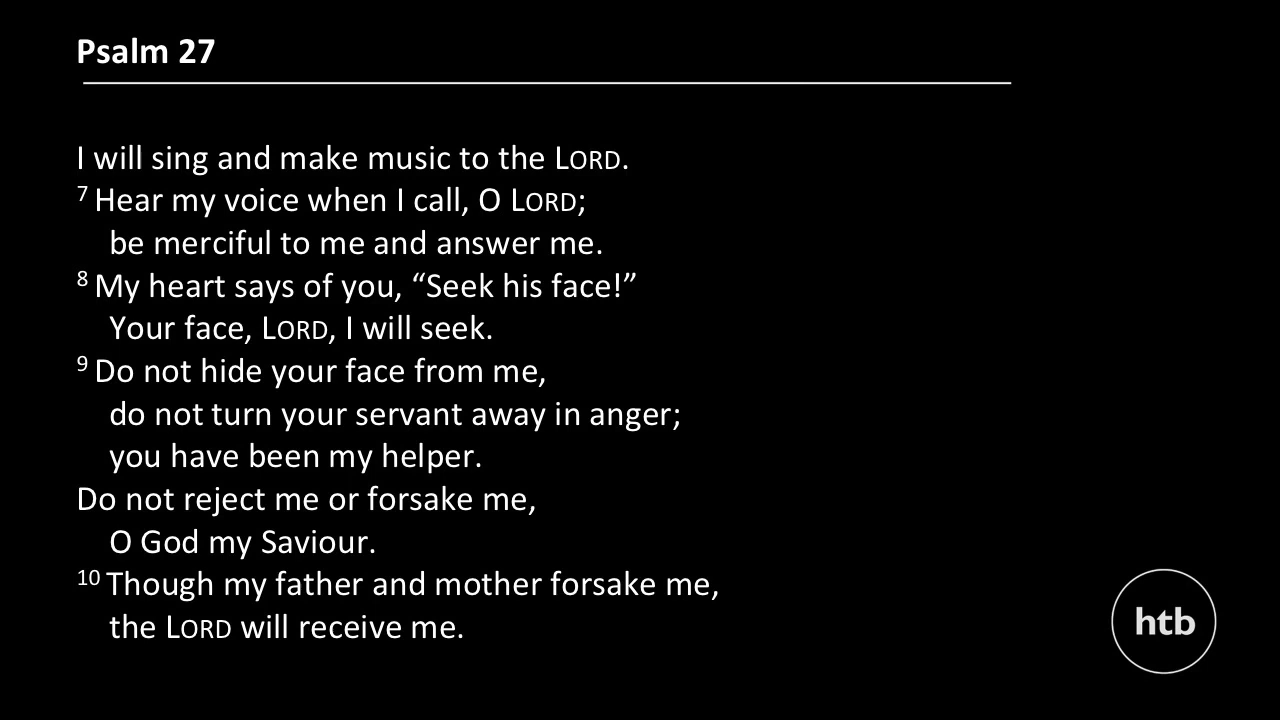 Psalm 27
I will sing and make music to the LORD.
7 Hear my voice when I call, O LORD;
be merciful to me and answer me.
8 My heart says of you, “Seek his face!”
Your face, LORD, I will seek.
9 Do not hide your face from me,
do not turn your servant away in anger;
you have been my helper.
Do not reject me or forsake me,
O God my Saviour.
10 Though my father and mother forsake me,
the LORD will receive me.
htb